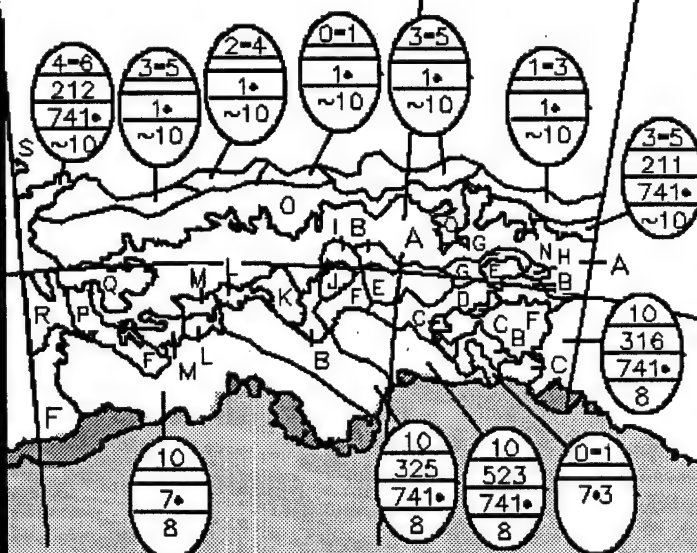 4=6
212
741•
~10
3=5
1•
~10
2=4
1•
~10
0=1
1•
~10
3=5
1•
~10
1=3
1•
~10
3=5
211
741•
~10
S
O
I B
A
Q
G
N H
A
Q
M
L
K
J
F
E
G
E
B
D
R
P
C
C
F
F
M
L
B
B
C
F
10
316
741•
8
10
7•
8
10
325
741•
8
10
523
741•
8
0=1
7•3